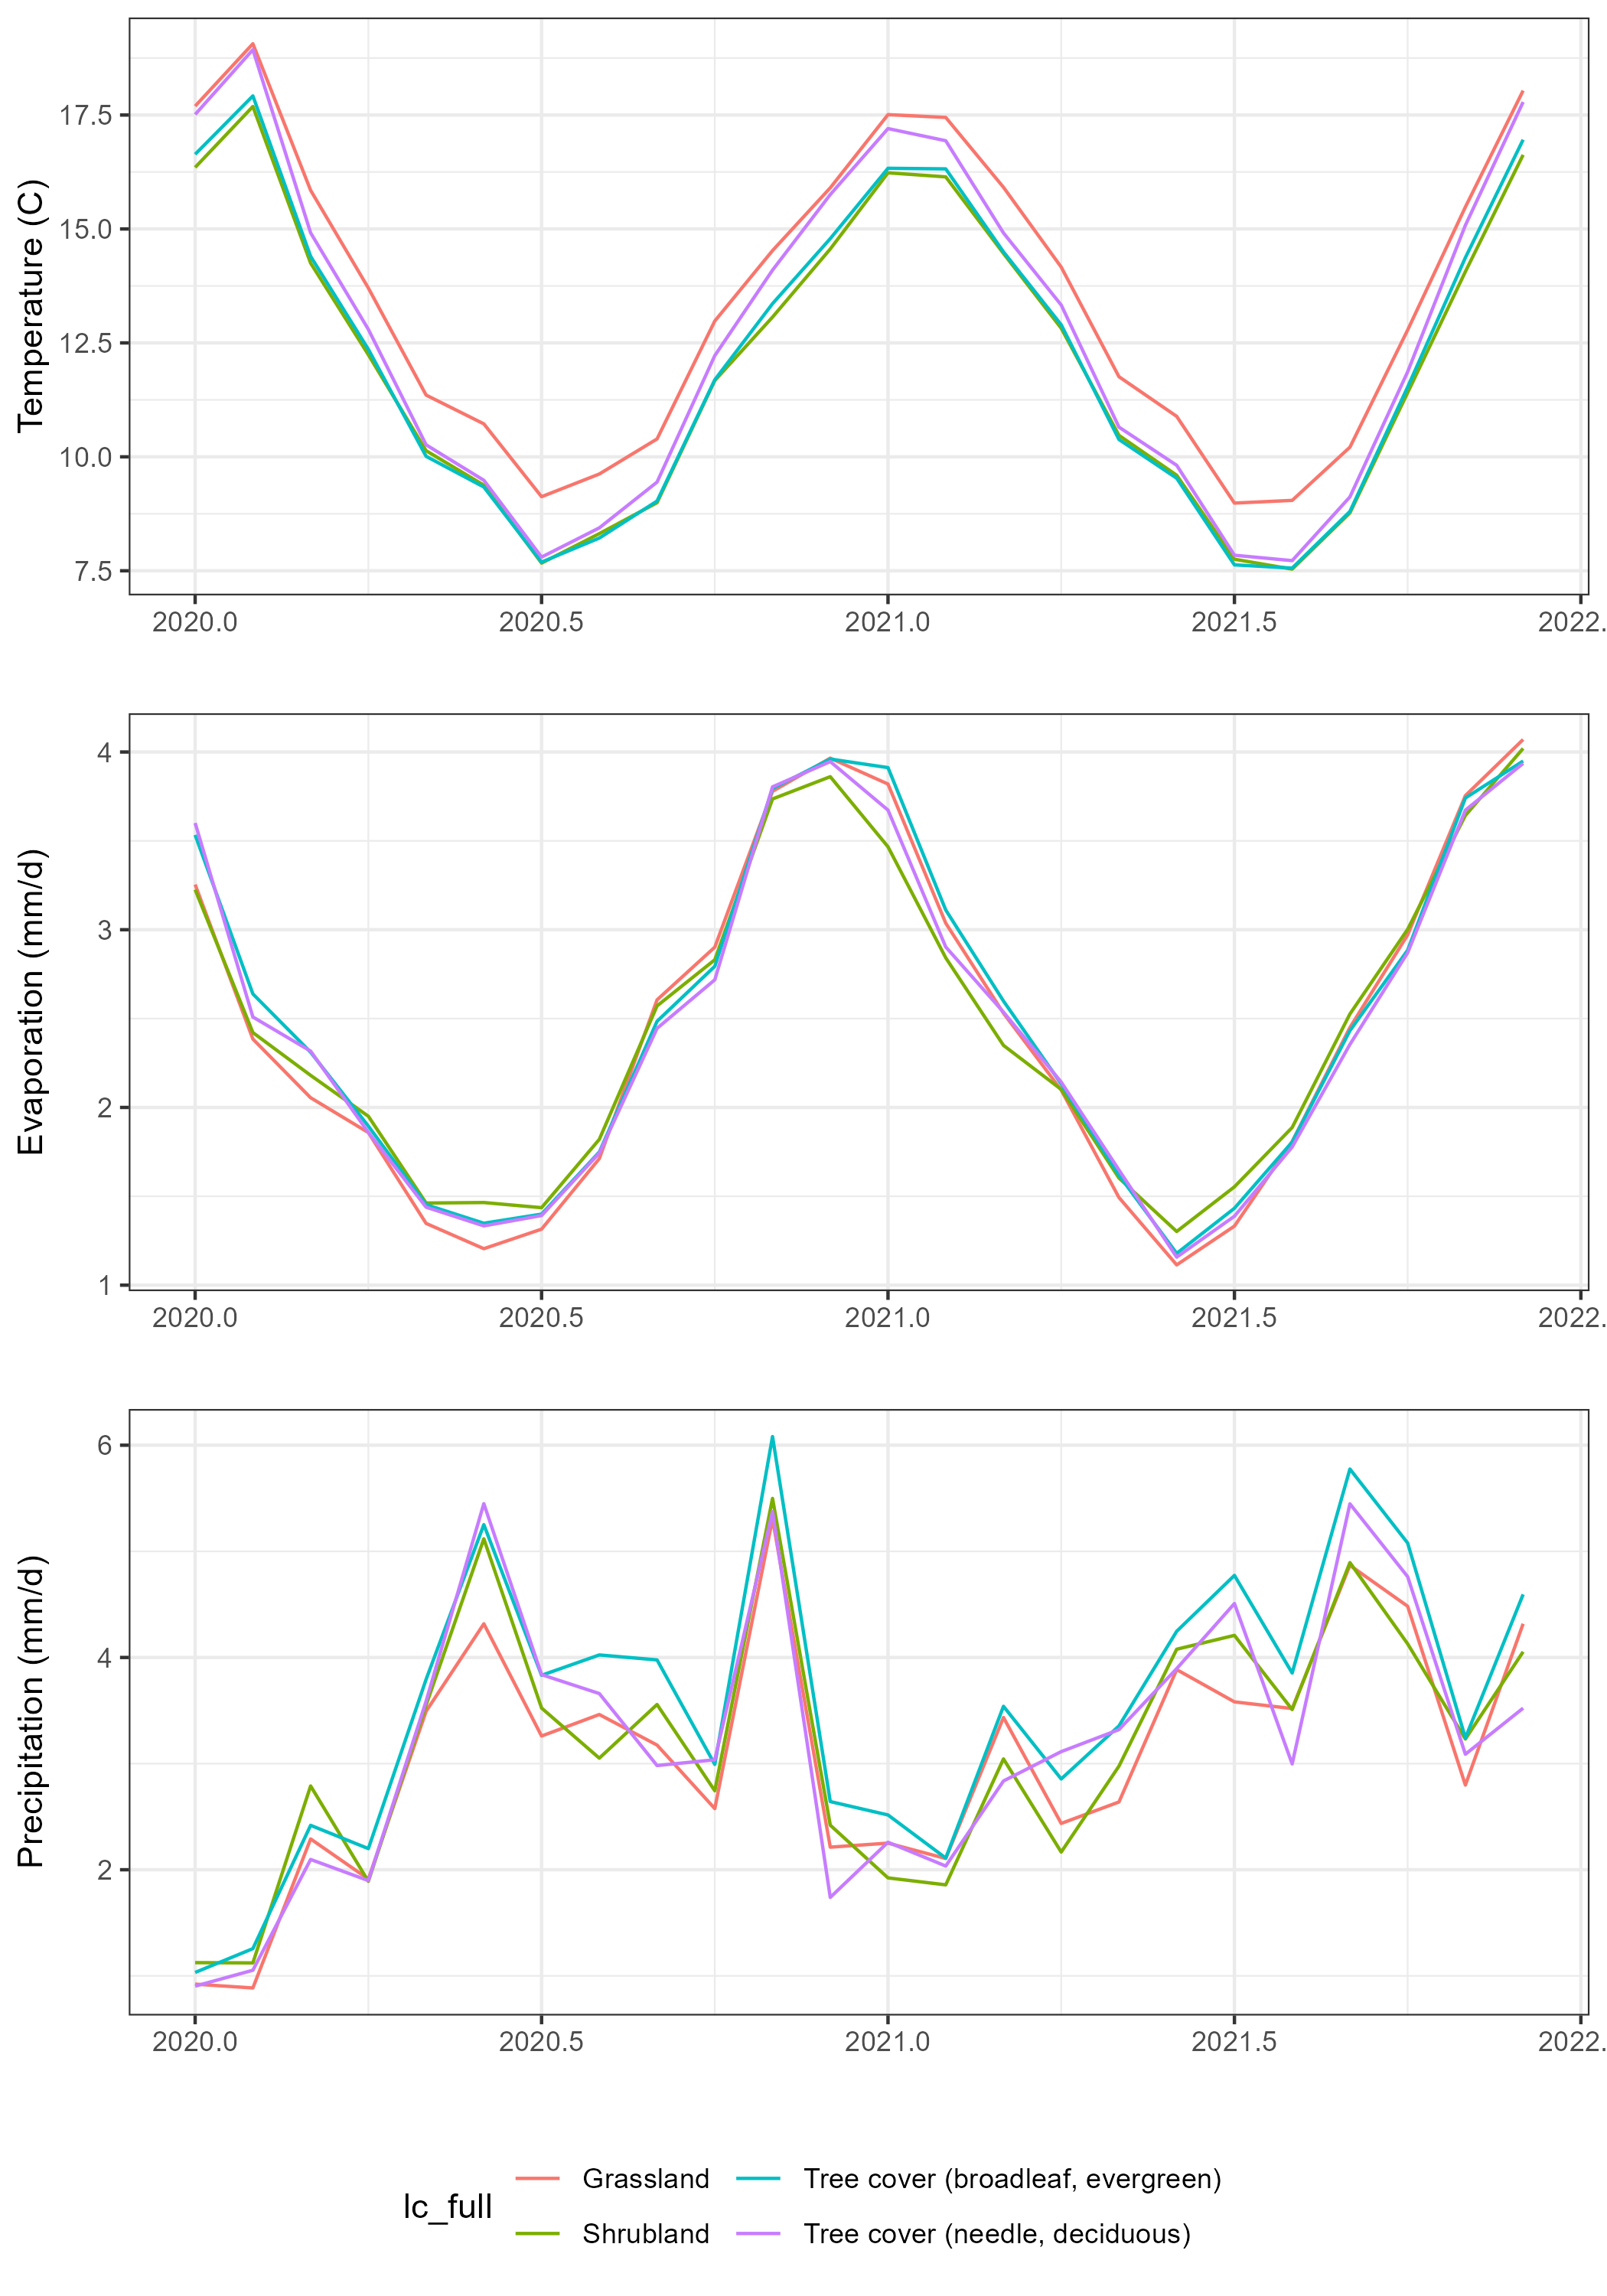 Temperature (C)
17.5
15.0
12.5
10.0
7.5
2020.0 2020.5 2021.0 2021.5 2022.
Evaporation (mm/d)
4
3
2
1
2020.0 2020.5 2021.0 2021.5 2022.
Precipitation (mm/d)
6
4
2
2020.0 2020.5 2021.0 2021.5 2022.
lc_full
Grassland Tree cover (broadleaf, evergreen)
Shrubland Tree cover (needle, deciduous)